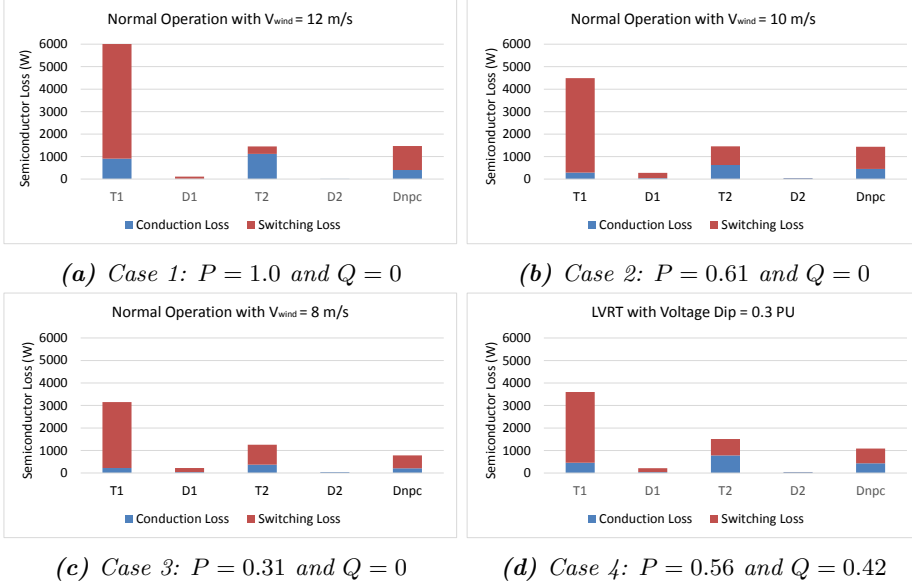 Normal Operation with Vwind = 12 m/s
Semiconductor Loss (W)
6000
5000
4000
3000
2000
1000
0
T1 D1 T2 D2 Dnpc
Conduction Loss Switching Loss
(a) Case 1: P = 1.0 and Q = 0
Normal Operation with Vwind = 10 m/s
Semiconductor Loss (W)
6000
5000
4000
3000
2000
1000
0
T1 D1 T2 D2 Dnpc
Conduction Loss Switching Loss
(b) Case 2: P = 0.61 and Q = 0
Normal Operation with Vwind = 8 m/s
Semiconductor Loss (W)
6000
5000
4000
3000
2000
1000
0
T1 D1 T2 D2 Dnpc
Conduction Loss Switching Loss
(c) Case 3: P = 0.31 and Q = 0
LVRT with Voltage Dip = 0.3 PU
Semiconductor Loss (W)
6000
5000
4000
3000
2000
1000
0
T1 D1 T2 D2 Dnpc
Conduction Loss Switching Loss
(d) Case 4: P = 0.56 and Q = 0.42